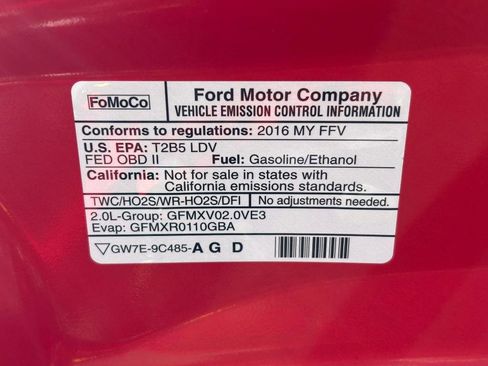 FoMoCo
Ford Motor Company
VEHICLE EMISSION CONTROL INFORMATION
Conforms to regulations: 2016 MY FFV
U.S. EPA: T2B5 LDV
FED OBD II Fuel: Gasoline/Ethanol
California: Not for sale in states with
California emissions standards.
TWC/HO2S/WR-HO2S/DFI No adjustments needed.
2.0L-Group: GFMXV02.0VE3
Evap: GFMXR0110GBA
GW7E-9C485-A G D